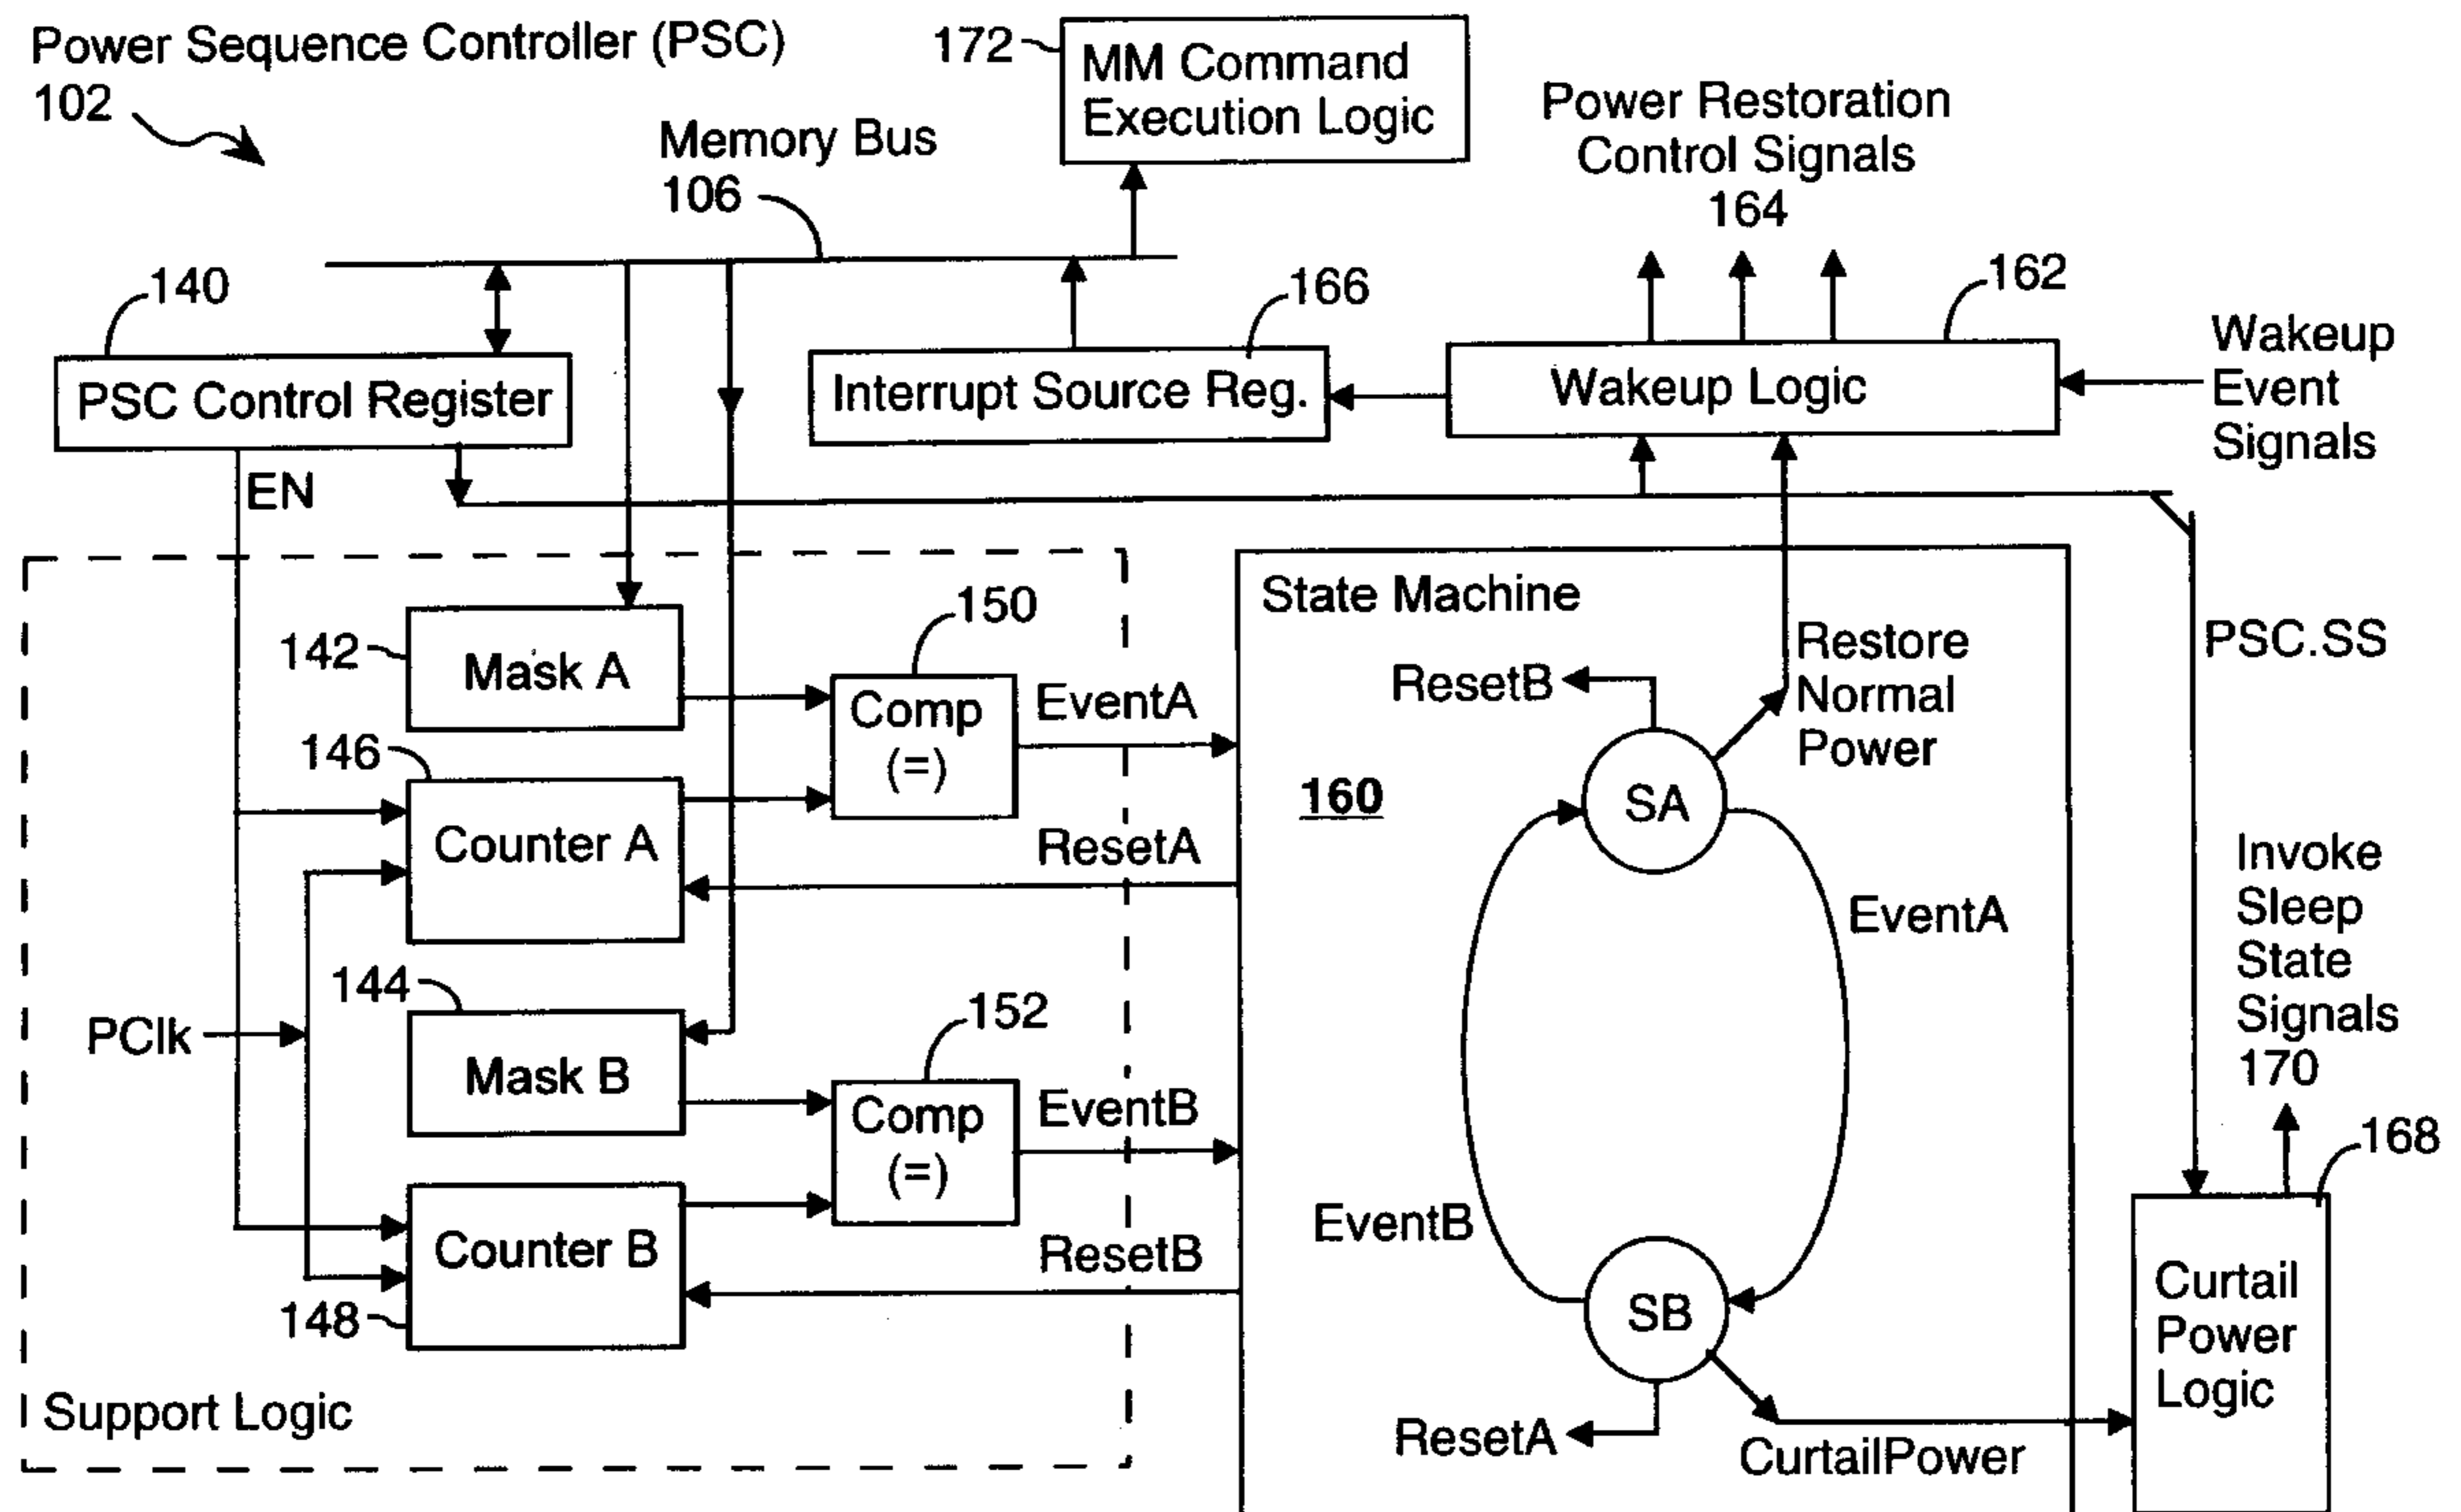 Power Sequence Controller (PSC)
102
172
MM Command
Execution Logic
Memory Bus
106
Power Restoration
Control Signals
164
140
166
162
PSC Control Register
Interrupt Source Reg.
Wakeup Logic
Wakeup
Event
Signals
EN
PSC.SS
142
Mask A
150
Comp
(=)
EventA
146
Counter A
ResetA
144
Mask B
PClk
152
Comp
(=)
EventB
Counter B
148
ResetB
Support Logic
State Machine
160
Restore
Normal
Power
ResetB
SA
EventA
EventB
SB
ResetA
CurtailPower
Invoke
Sleep
State
Signals
170
168
Curtail
Power
Logic